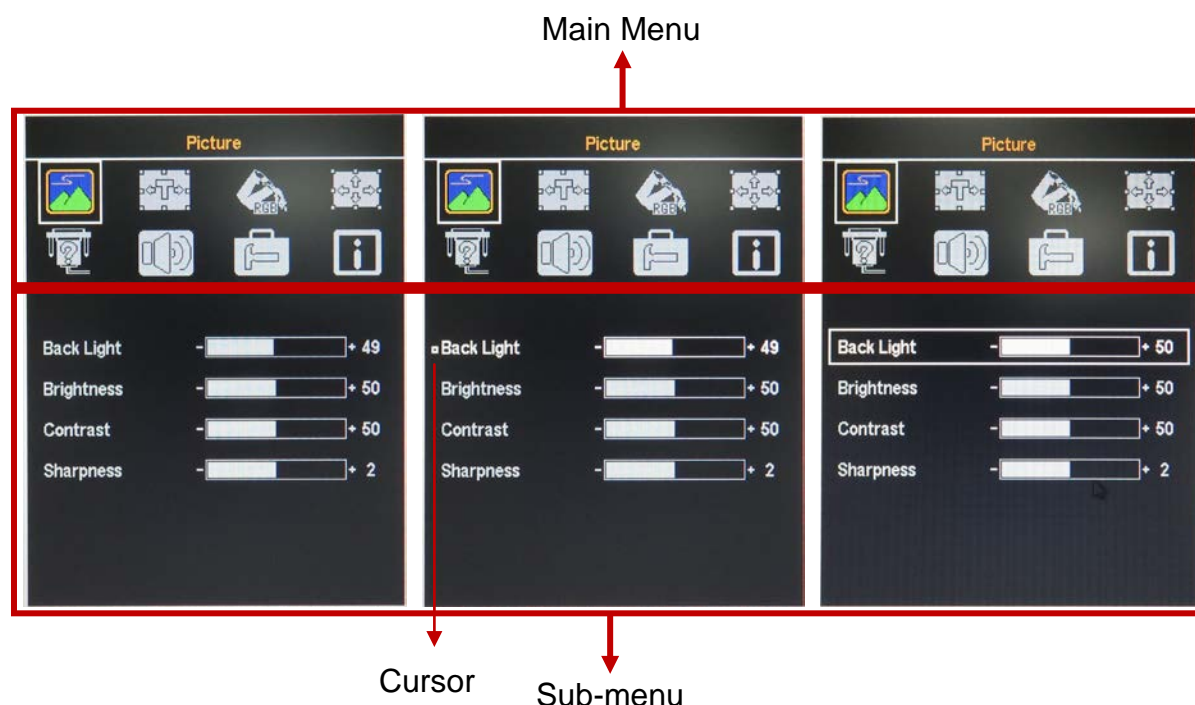 Main Menu
Picture Picture Picture
T T T
RGB RGB RGB
? i ? i ? i
Back Light - + 49 Back Light - + 49 Back Light - + 50
Brightness - + 50 Brightness - + 50 Brightness - + 50
Contrast - + 50 Contrast - + 50 Contrast - + 50
Sharpness - + 2 Sharpness - + 2 Sharpness - + 2
Cursor Sub-menu